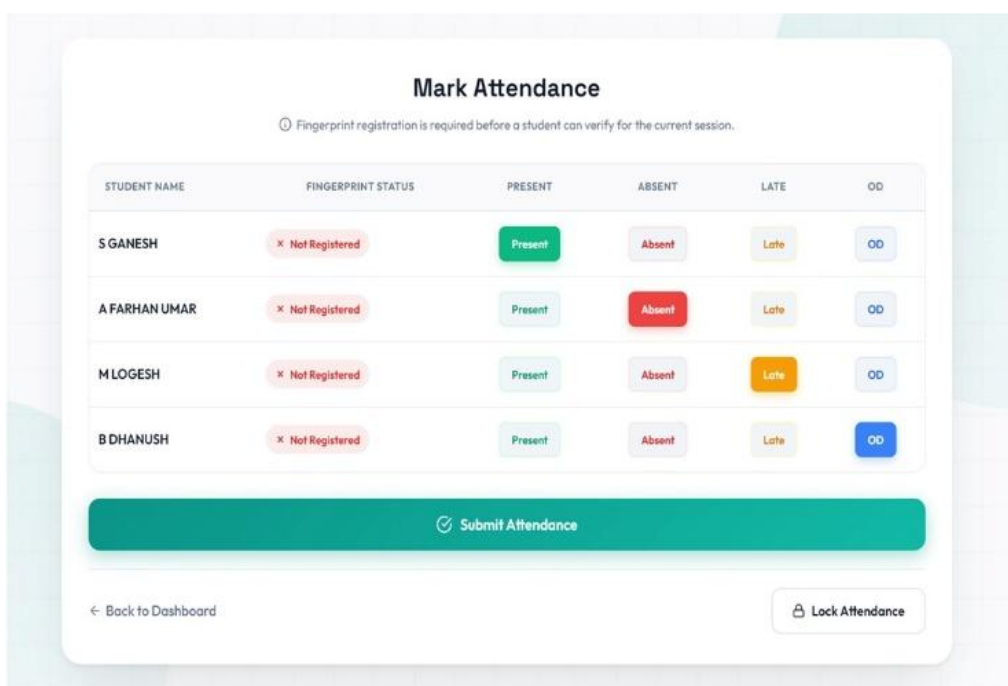 Mark Attendance
Fingerprint registration is required before a student can verify for the current session.
STUDENT NAME FINGERPRINT STATUS PRESENT ABSENT LATE OD
S GANESH × Not Registered Present Absent Late OD
A FARHAN UMAR × Not Registered Present Absent Late OD
M LOGESH × Not Registered Present Absent Late OD
B DHANUSH × Not Registered Present Absent Late OD
Submit Attendance
← Back to Dashboard Lock Attendance